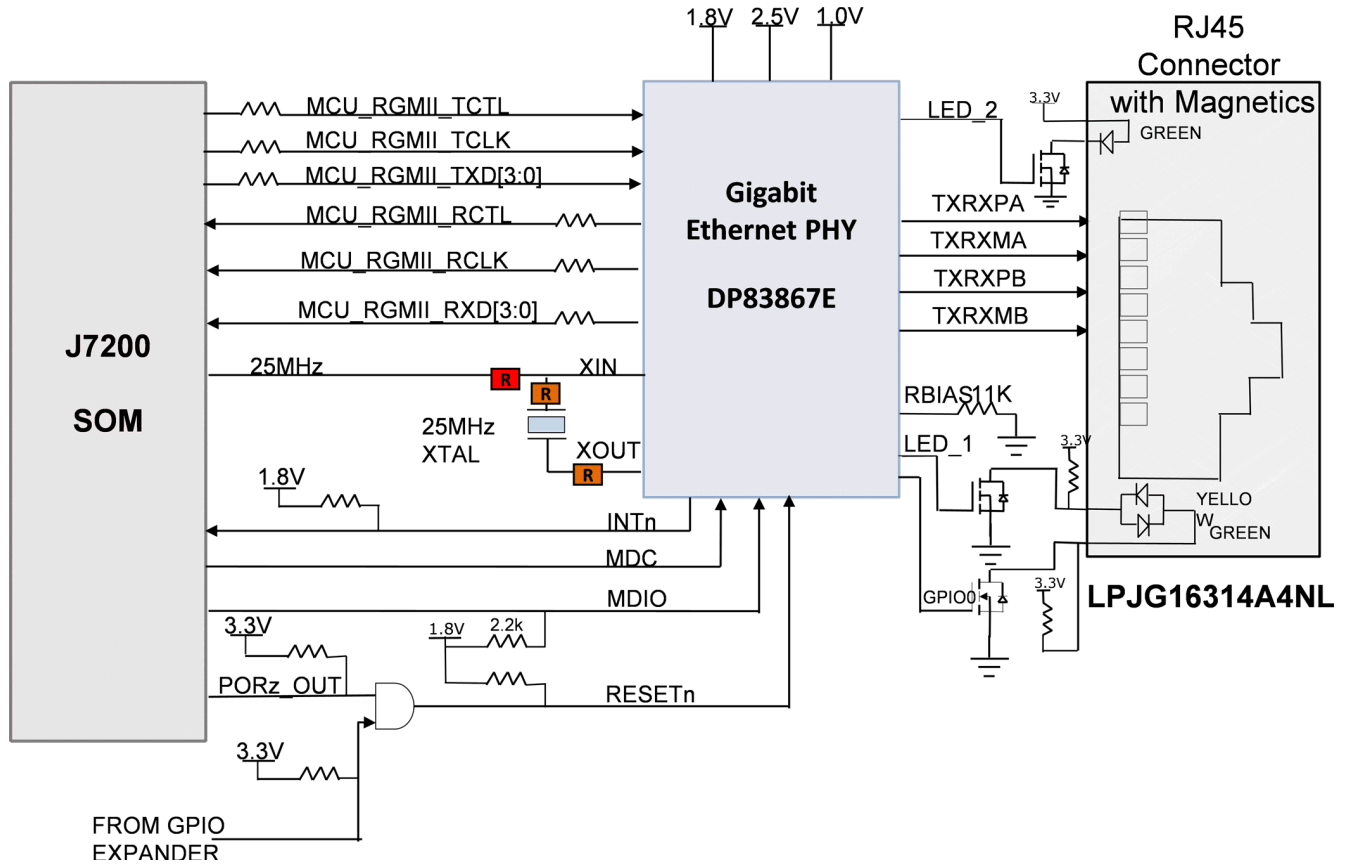 1.8V 2.5V 1.0V
RJ45
Connector
with Magnetics
MCU_RGMII_TCTL
MCU_RGMII_TCLK
MCU_RGMII_TXD[3:0]
MCU_RGMII_RCTL
MCU_RGMII_RCLK
MCU_RGMII_RXD[3:0]
J7200
SOM
Gigabit
Ethernet PHY
DP83867E
LED_2
3.3V
GREEN
TXRXPA
TXRXMA
TXRXPB
TXRXMB
25MHz
R
XIN
R
25MHz
XTAL
XOUT
R
RBIAS11K
LED_1
3.3V
YELLO
W
GREEN
1.8V
INTn
MDC
MDIO
GPIO0
3.3V
LPJG16314A4NL
3.3V
1.8V
2.2k
PORz_OUT
RESETn
3.3V
FROM GPIO
EXPANDER